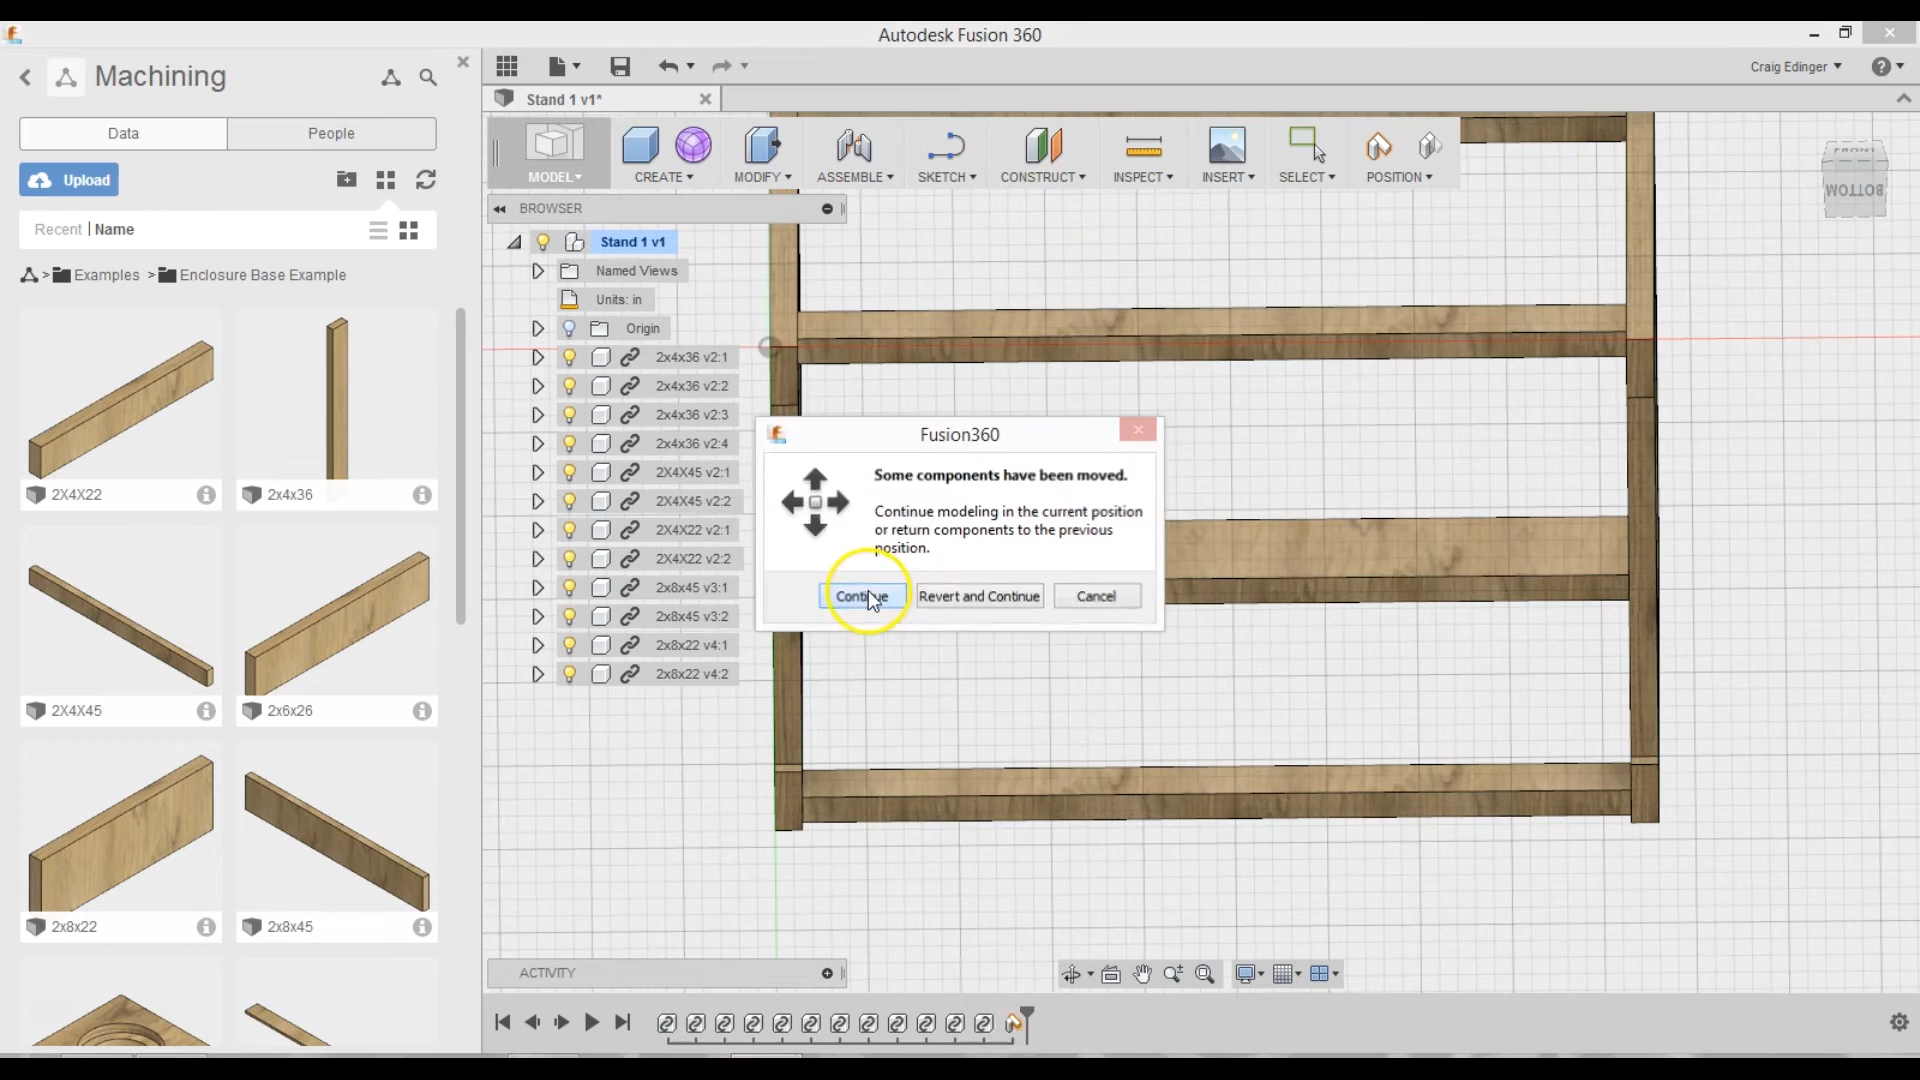 Autodesk Fusion 360
Machining
Craig Edinger
Stand 1 v1*
Data
People
Upload
MODEL
CREATE
MODIFY
ASSEMBLE
SKETCH
CONSTRUCT
INSPECT
INSERT
SELECT
POSITION
FRONT
BOTTOM
Recent | Name
BROWSER
Stand 1 v1
Named Views
Units: in
Origin
> Examples > Enclosure Base Example
2x4x36 v2:1
2x4x36 v2:2
2x4x36 v2:3
2x4x36 v2:4
2X4X45 v2:1
2X4X45 v2:2
2X4X22 v2:1
2X4X22 v2:2
2x8x45 v3:1
2x8x45 v3:2
2x8x22 v4:1
2x8x22 v4:2
Fusion360
Some components have been moved.
Continue modeling in the current position
or return components to the previous
position.
Continue
Revert and Continue
Cancel
2X4X22
2x4x36
2X4X45
2x6x26
2x8x22
2x8x45
ACTIVITY